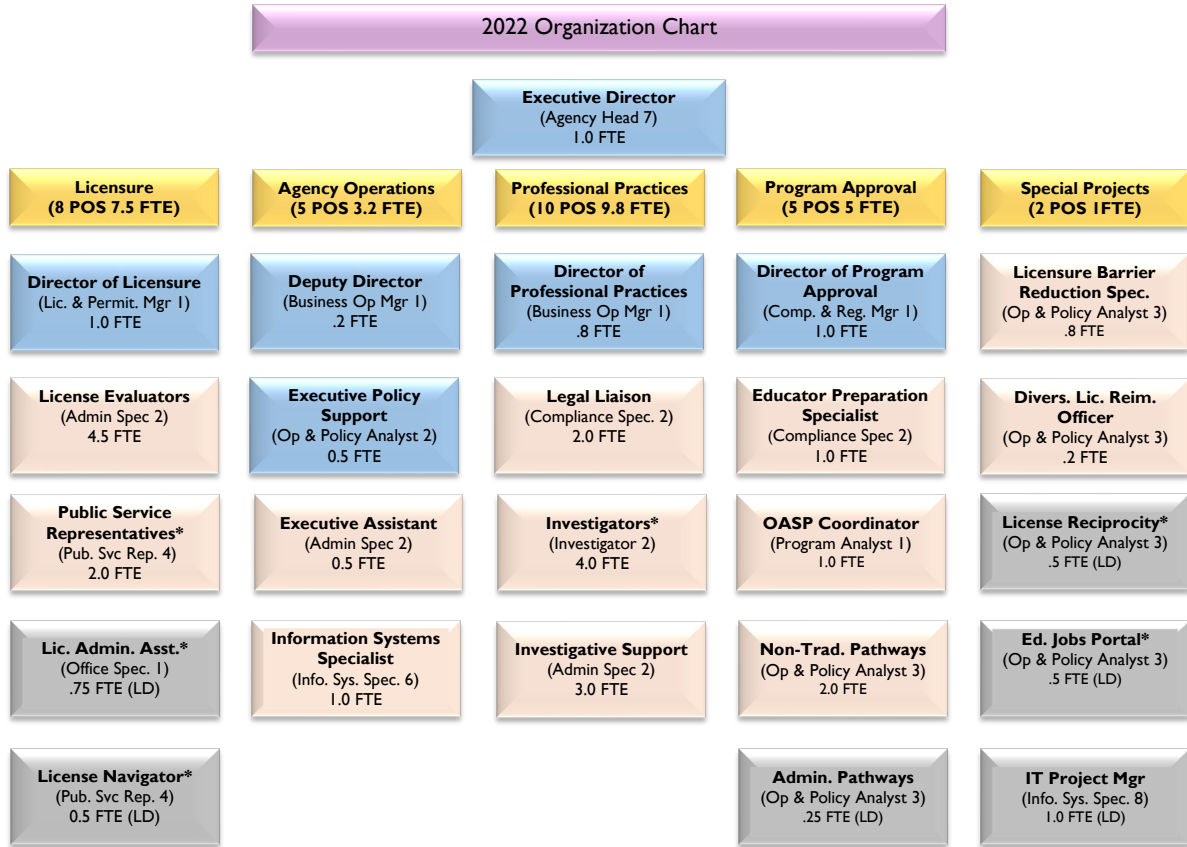 2022 Organization Chart
Executive Director
(Agency Head 7)
1.0 FTE
Licensure
(8 POS 7.5 FTE)
Agency Operations
(5 POS 3.2 FTE)
Professional Practices
(10 POS 9.8 FTE)
Program Approval
(5 POS 5 FTE)
Special Projects
(2 POS 1FTE)
Director of Licensure
(Lic. & Permit. Mgr 1)
1.0 FTE
Deputy Director
(Business Op Mgr 1)
.2 FTE
Director of
Professional Practices
(Business Op Mgr 1)
.8 FTE
Director of Program
Approval
(Comp. & Reg. Mgr 1)
1.0 FTE
Licensure Barrier
Reduction Spec.
(Op & Policy Analyst 3)
.8 FTE
License Evaluators
(Admin Spec 2)
4.5 FTE
Executive Policy
Support
(Op & Policy Analyst 2)
0.5 FTE
Legal Liaison
(Compliance Spec. 2)
2.0 FTE
Educator Preparation
Specialist
(Compliance Spec 2)
1.0 FTE
Divers. Lic. Reim.
Officer
(Op & Policy Analyst 3)
.2 FTE
Public Service
Representatives*
(Pub. Svc Rep. 4)
2.0 FTE
Executive Assistant
(Admin Spec 2)
0.5 FTE
Investigators*
(Investigator 2)
4.0 FTE
OASP Coordinator
(Program Analyst 1)
1.0 FTE
License Reciprocity*
(Op & Policy Analyst 3)
.5 FTE (LD)
Lic. Admin. Asst.*
(Office Spec. 1)
.75 FTE (LD)
Information Systems
Specialist
(Info. Sys. Spec. 6)
1.0 FTE
Investigative Support
(Admin Spec 2)
3.0 FTE
Non-Trad. Pathways
(Op & Policy Analyst 3)
2.0 FTE
Ed. Jobs Portal*
(Op & Policy Analyst 3)
.5 FTE (LD)
License Navigator*
(Pub. Svc Rep. 4)
0.5 FTE (LD)
Admin. Pathways
(Op & Policy Analyst 3)
.25 FTE (LD)
IT Project Mgr
(Info. Sys. Spec. 8)
1.0 FTE (LD)